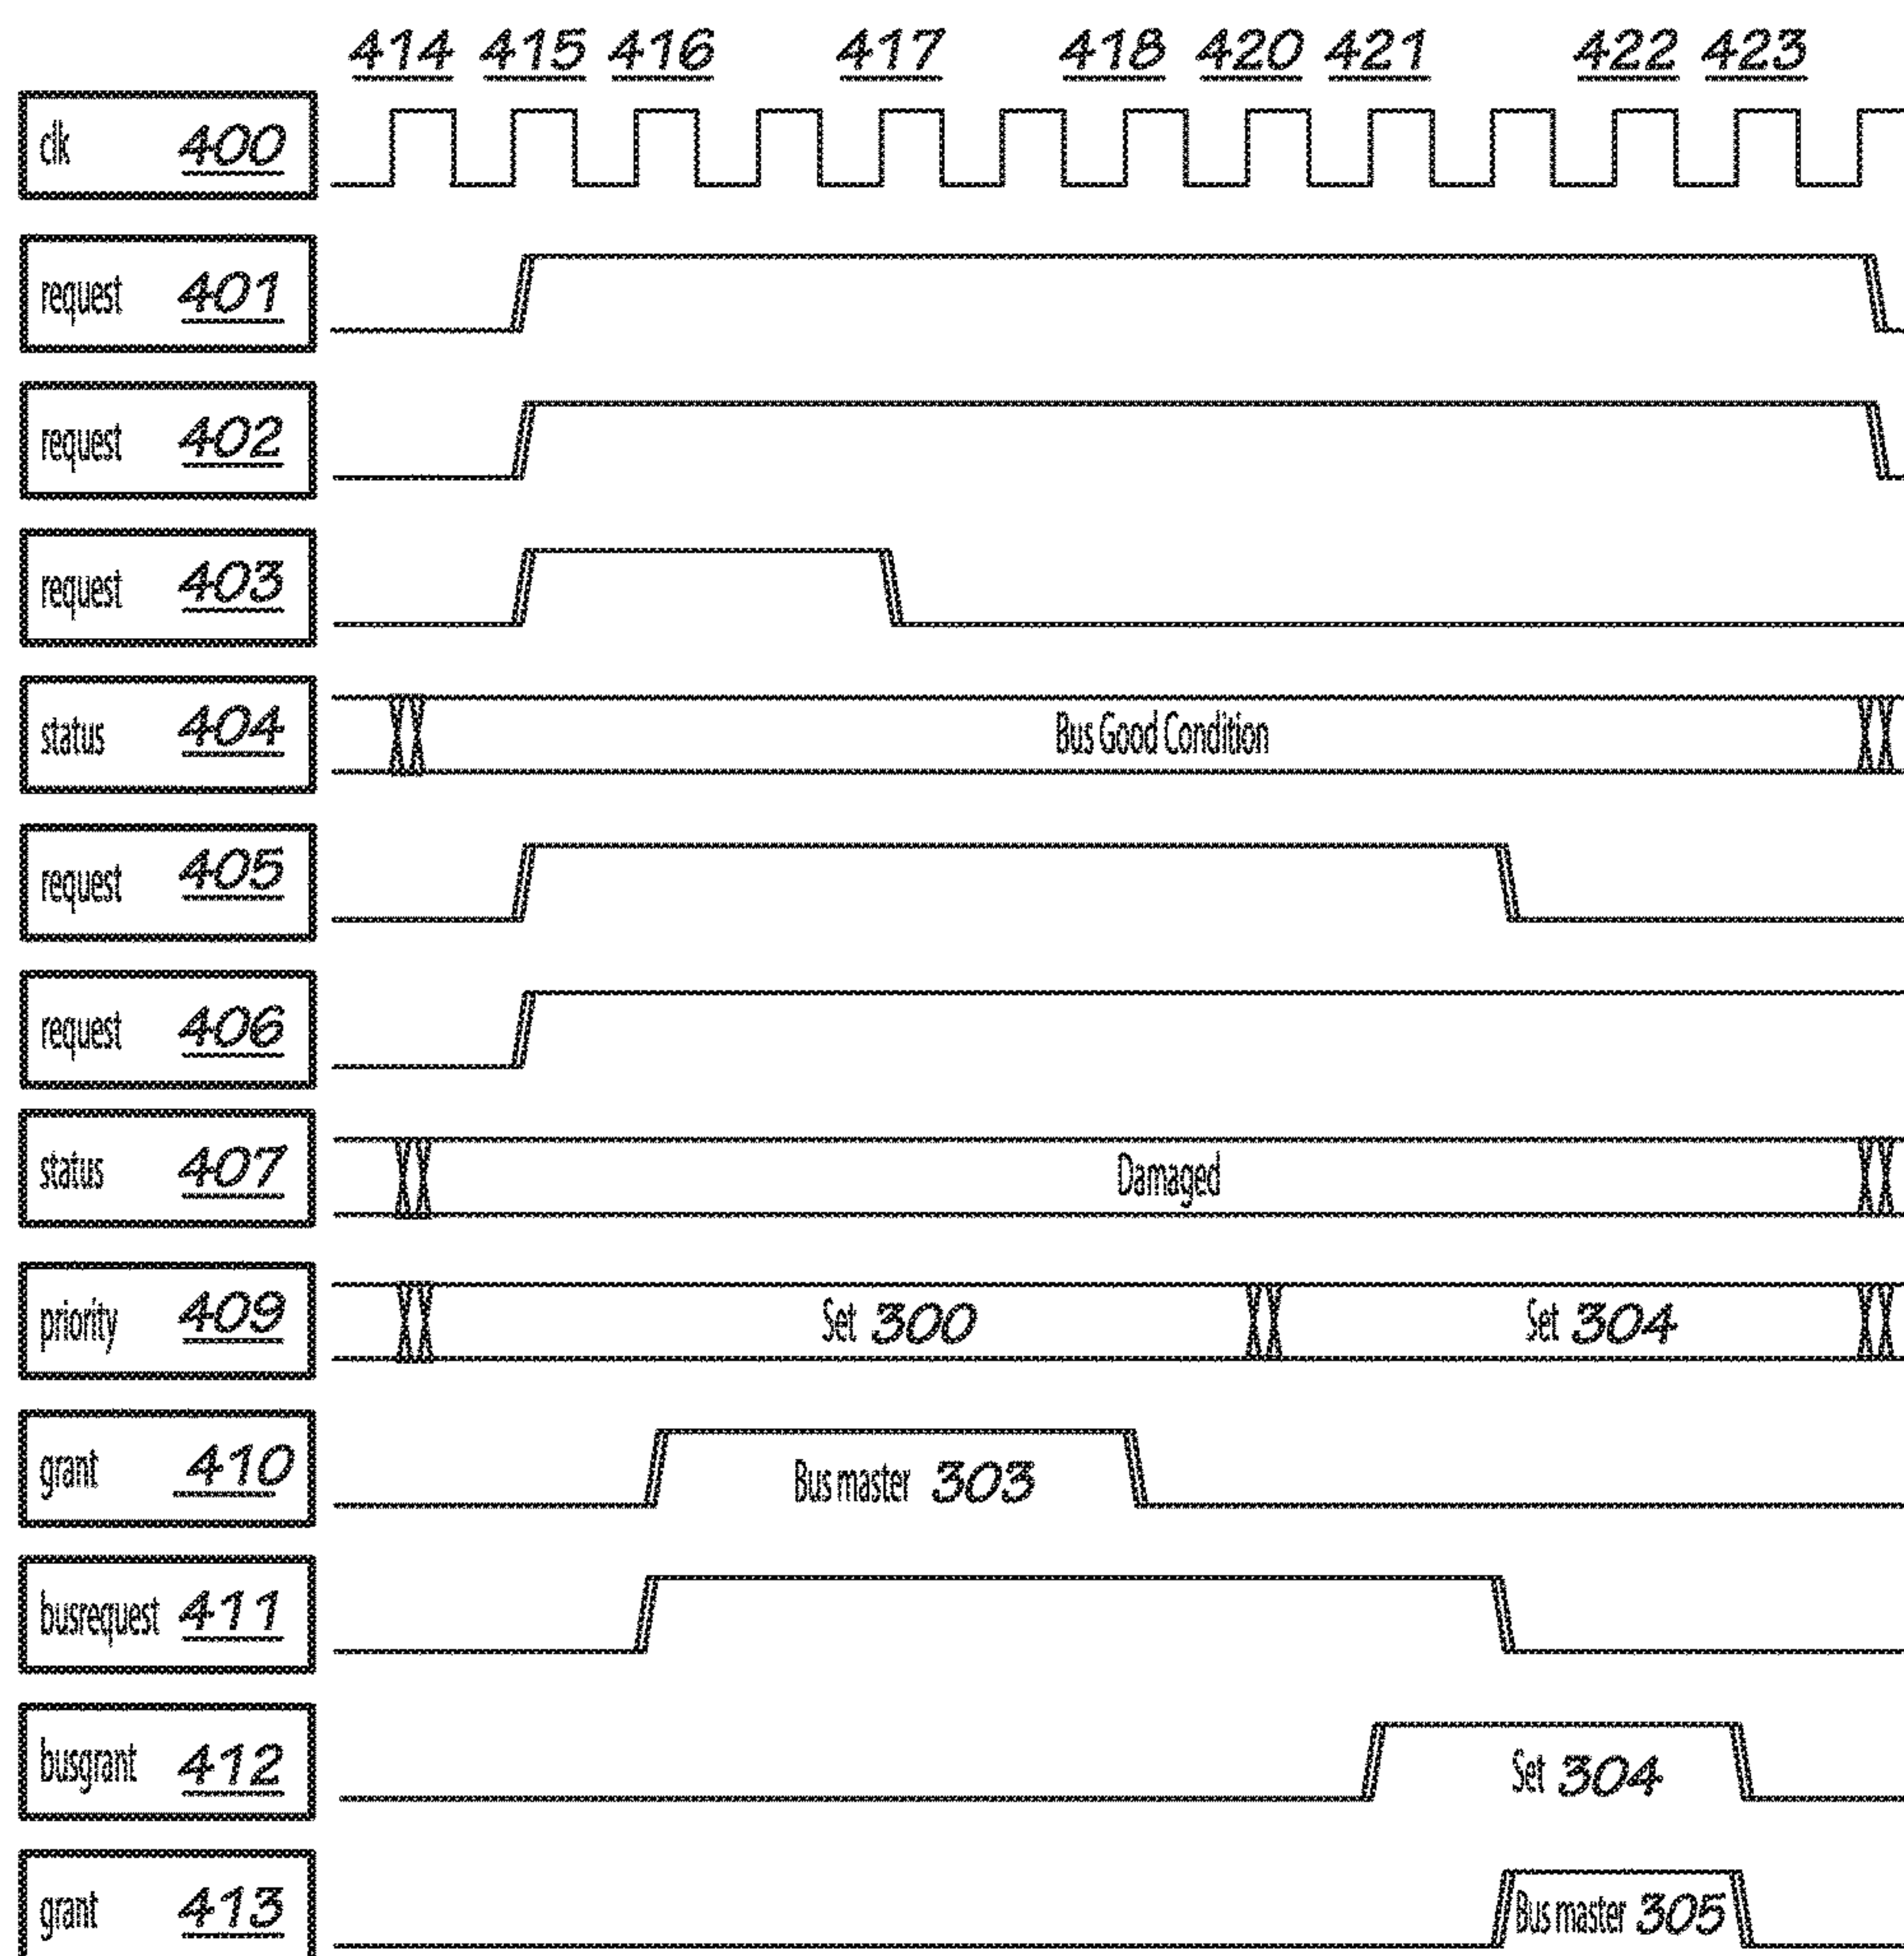 414 415 416 417 418 420 421 422 423
clk 400
request 401
request 402
request 403
status 404 Bus Good Condition
request 405
request 406
status 407 Damaged
priority 409 Set 300 Set 304
grant 410 Bus master 303
busrequest 411
busgrant 412 Set 304
grant 413 Bus master 305